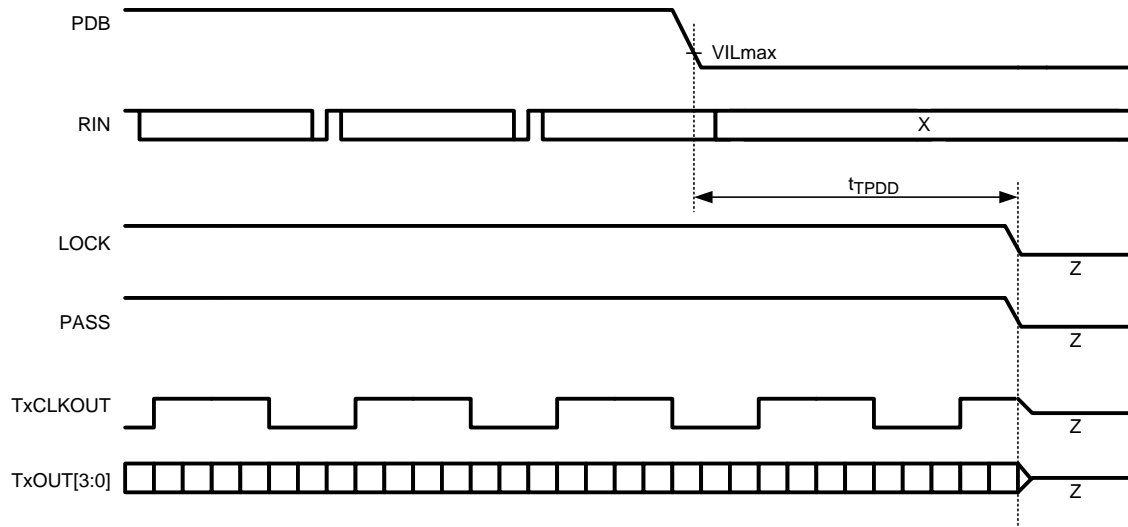 PDB
VILmax
RIN
X
tTPDD
LOCK
Z
PASS
Z
TxCLKOUT
Z
TxOUT[3:0]
Z